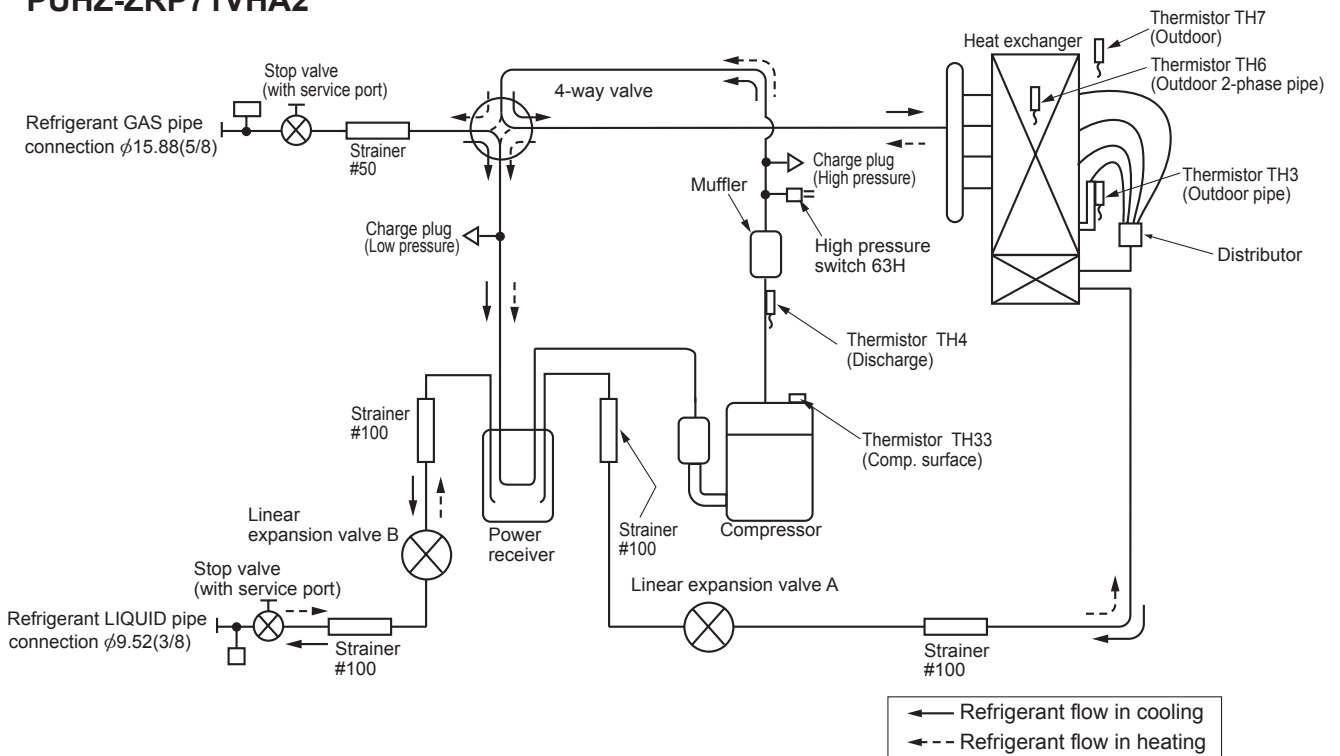 PUHZ-ZRP71VHA2
Thermistor TH7
(Outdoor)
Heat exchanger
Thermistor TH6
(Outdoor 2-phase pipe)
Stop valve
(with service port)
4-way valve
Refrigerant GAS pipe
connection ϕ15.88(5/8)
Strainer
#50
Charge plug
(High pressure)
Muffler
Thermistor TH3
(Outdoor pipe)
Charge plug
(Low pressure)
High pressure
switch 63H
Distributor
Thermistor TH4
(Discharge)
Strainer
#100
Thermistor TH33
(Comp. surface)
Linear
expansion valve B
Power
receiver
Strainer
#100
Compressor
Stop valve
(with service port)
Linear expansion valve A
Refrigerant LIQUID pipe
connection ϕ9.52(3/8)
Strainer
#100
Strainer
#100
Refrigerant flow in cooling
Refrigerant flow in heating